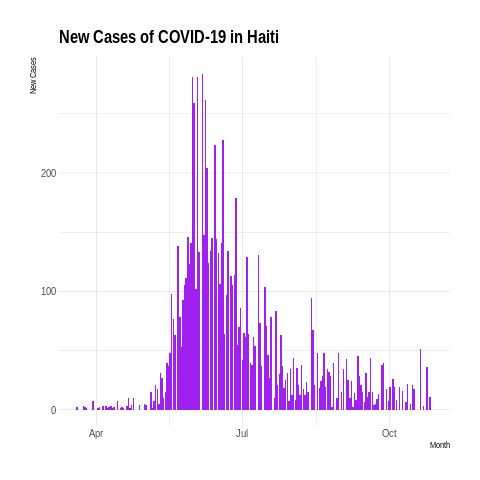 New Cases of COVID-19 in Haiti
New Cases
200
100
0
Apr
Jul
Oct
Month